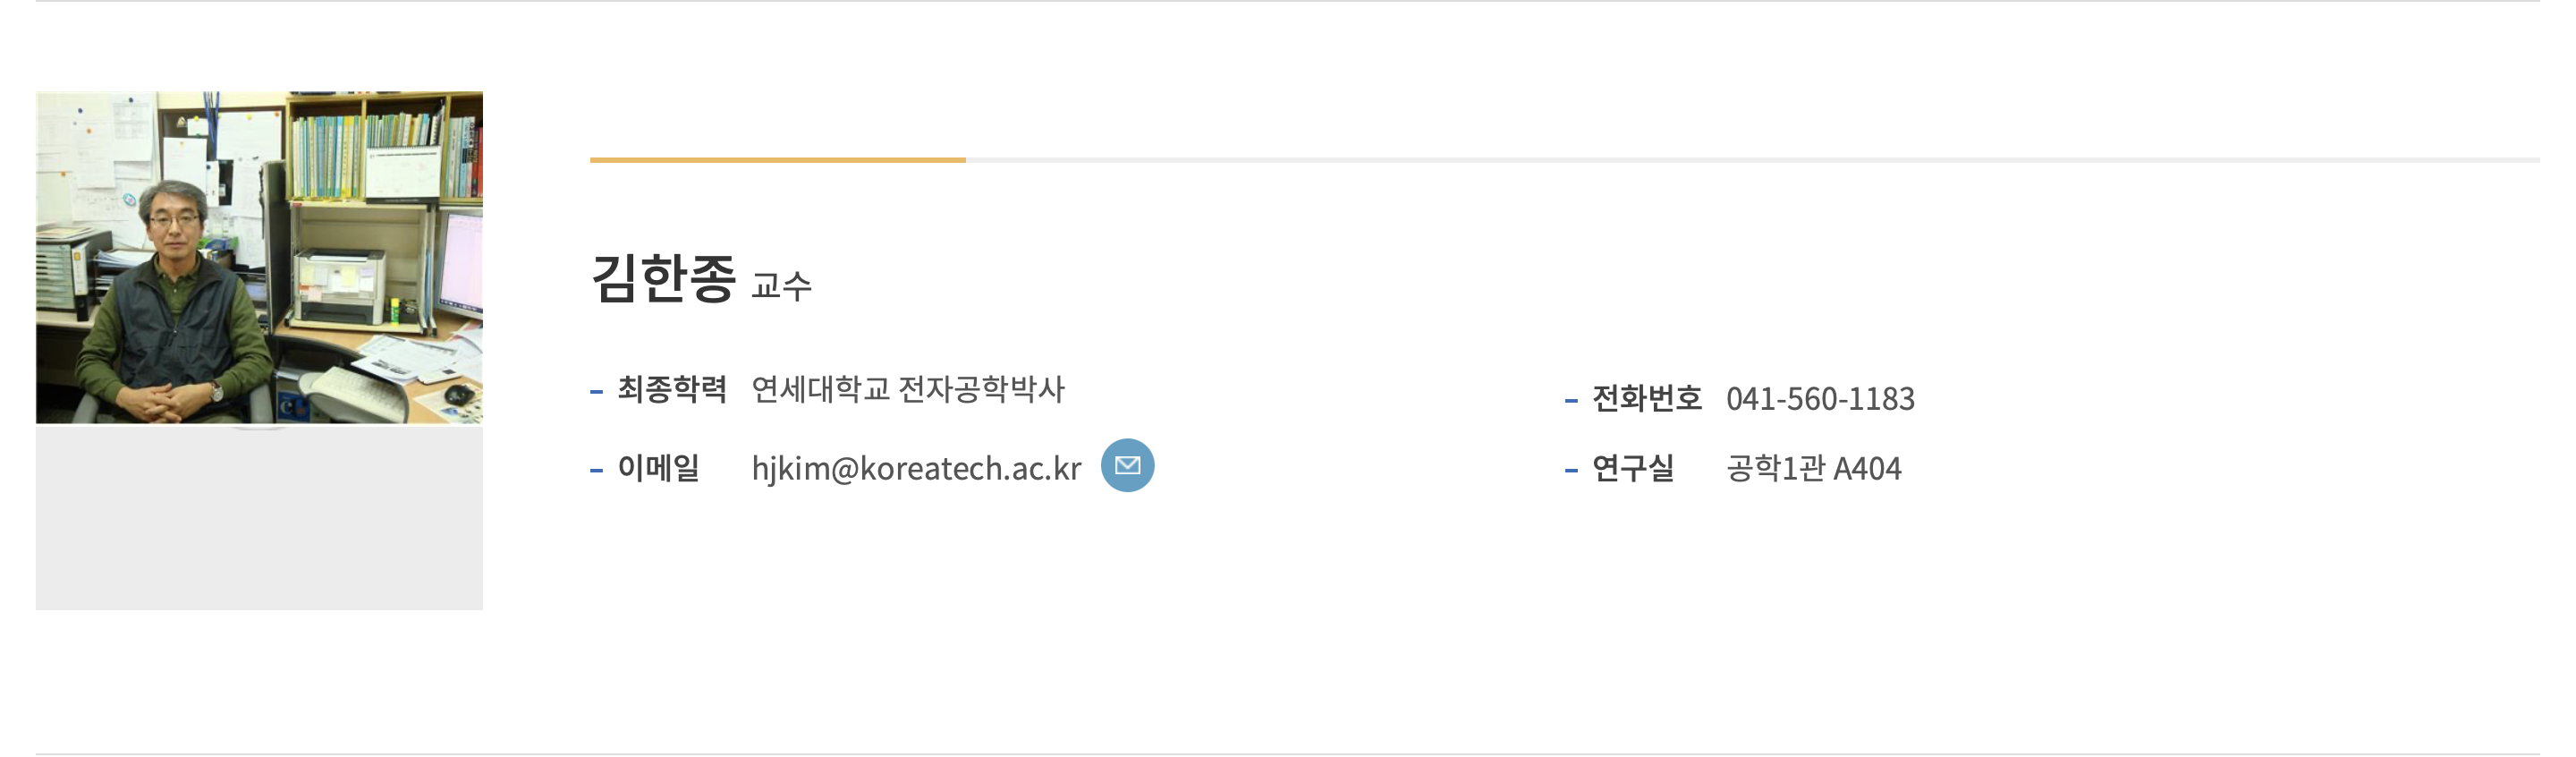 김한종 교수
– 최종학력 연세대학교 전자공학박사
– 전화번호 041-560-1183
– 이메일 hjkim@koreatech.ac.kr
– 연구실 공학1관 A404